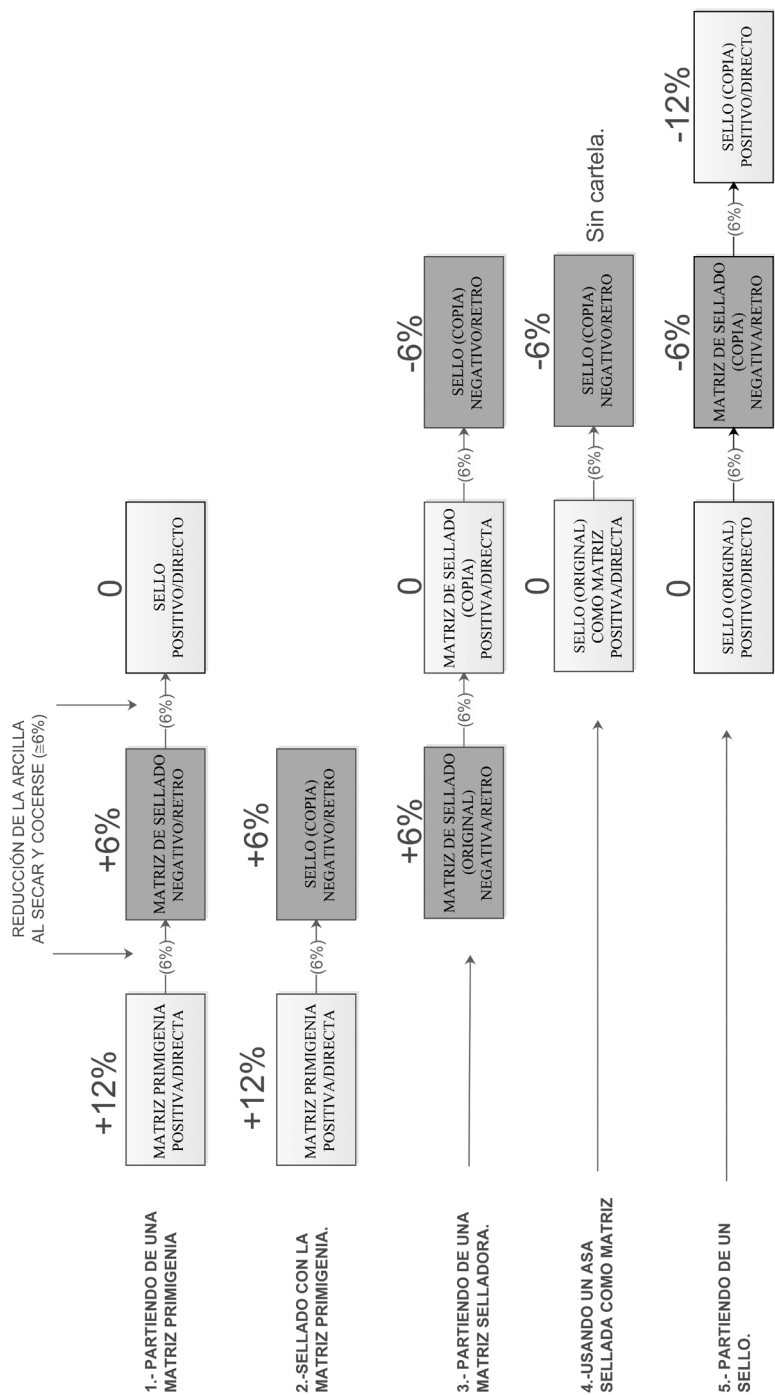 REDUCCIÓN DE LA ARCILLA
AL SECAR Y COCERSE (≅6%)
1.- PARTIENDO DE UNA
MATRIZ PRIMIGENIA
+12%
MATRIZ PRIMIGENIA
POSITIVA/DIRECTA
(6%)
+6%
MATRIZ DE SELLADO
NEGATIVO/RETRO
(6%)
0
SELLO
POSITIVO/DIRECTO
2.-SELLADO CON LA
MATRIZ PRIMIGENIA.
+12%
MATRIZ PRIMIGENIA
POSITIVA/DIRECTA
(6%)
+6%
SELLO (COPIA)
NEGATIVO/RETRO
3.- PARTIENDO DE UNA
MATRIZ SELLADORA.
+6%
MATRIZ DE SELLADO
(ORIGINAL)
NEGATIVA/RETRO
(6%)
0
MATRIZ DE SELLADO
(COPIA)
POSITIVA/DIRECTA
(6%)
-6%
SELLO (COPIA)
NEGATIVO/RETRO
4.-USANDO UN ASA
SELLADA COMO MATRIZ
0
SELLO (ORIGINAL)
COMO MATRIZ
POSITIVA/DIRECTA
(6%)
-6%
SELLO (COPIA)
NEGATIVO/RETRO
Sin cartela.
5.- PARTIENDO DE UN
SELLO.
0
SELLO (ORIGINAL)
POSITIVO/DIRECTO
(6%)
-6%
MATRIZ DE SELLADO
(COPIA)
NEGATIVA/RETRO
(6%)
-12%
SELLO (COPIA)
POSITIVO/DIRECTO